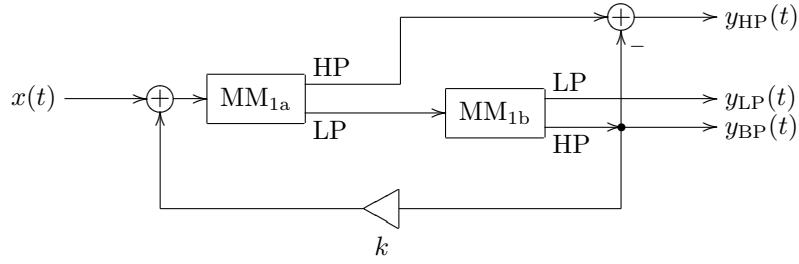 y_HP(t)
+
−
HP
LP
x(t)
+
MM_1a
MM_1b
y_LP(t)
y_BP(t)
LP
HP
k